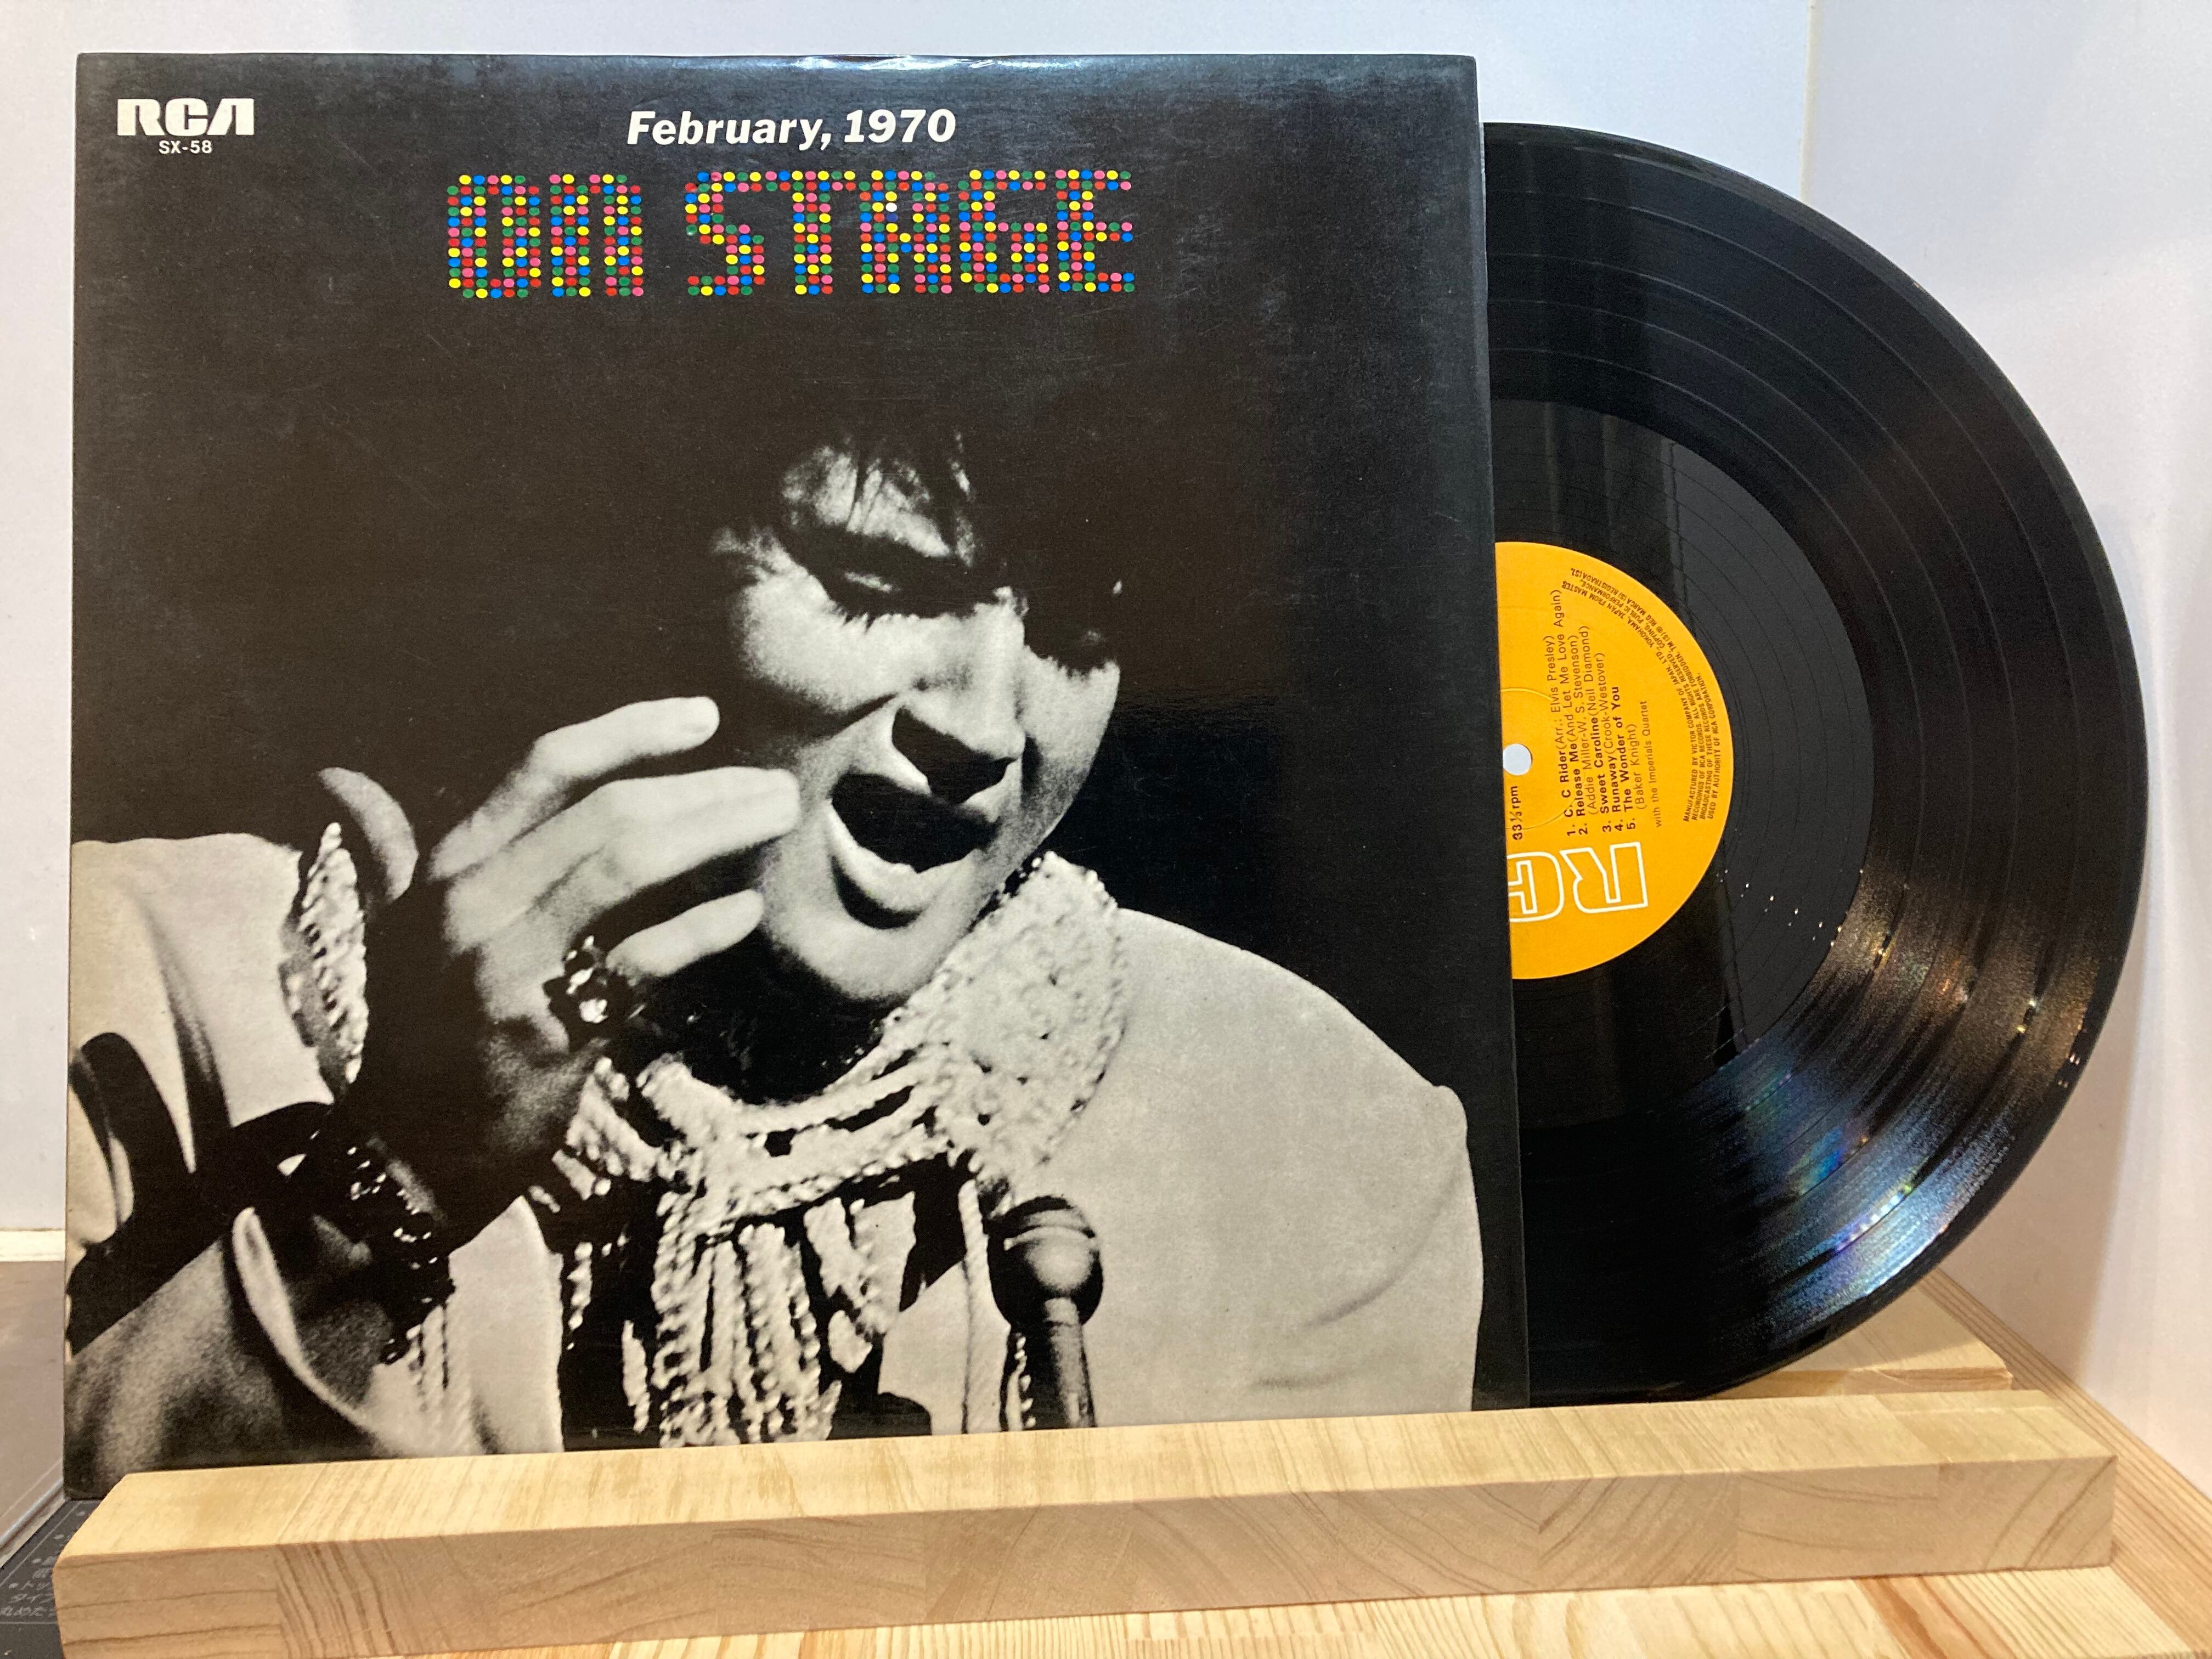 RCA
SX-58
February, 1970
ON STAGE
33⅓ rpm
1. C. C Rider (Arr.: Elvis Presley)
2. Release Me (And Let Me Love Again)
(Addie Miller-W. S. Stevenson)
3. Sweet Caroline (Neil Diamond)
4. Runaway (Crook-Westover)
5. The Wonder of You
(Baker Knight)
with the Imperials Quartet